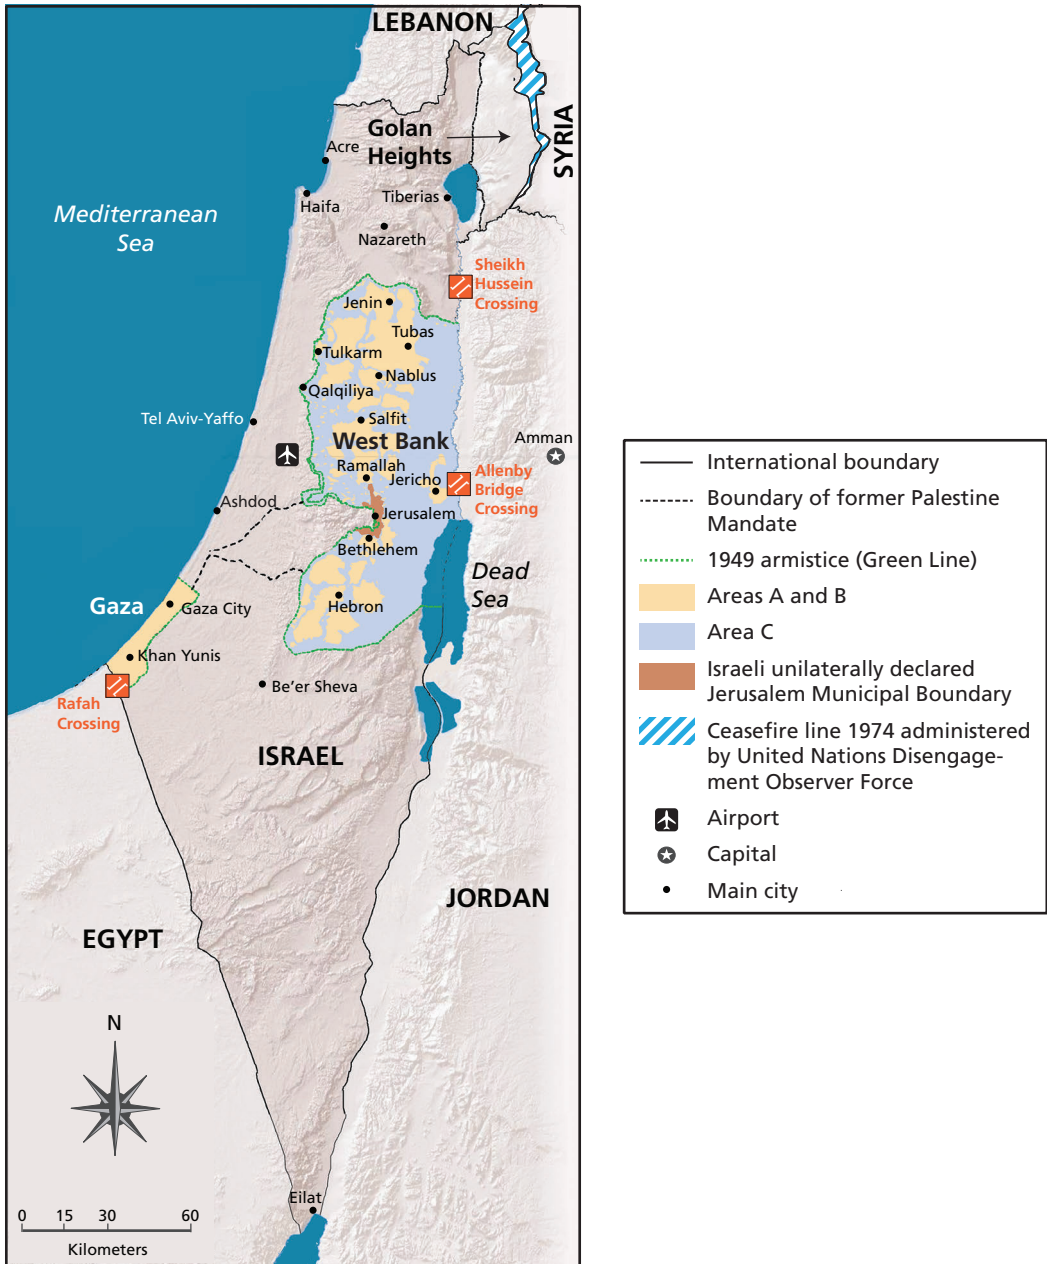 LEBANON
SYRIA
Golan
Heights
Acre
Haifa
Tiberias
Nazareth
Mediterranean
Sea
Sheikh
Hussein
Crossing
Jenin
Tubas
Tulkarm
Nablus
Qalqiliya
Salfit
Tel Aviv-Yaffo
West Bank
Amman
Ramallah
Jericho
Allenby
Bridge
Crossing
Ashdod
Jerusalem
Bethlehem
Dead
Sea
Gaza
Gaza City
Hebron
Khan Yunis
Be'er Sheva
Rafah
Crossing
ISRAEL
JORDAN
EGYPT
N
Eilat
0 15 30 60
Kilometers
International boundary
Boundary of former Palestine
Mandate
1949 armistice (Green Line)
Areas A and B
Area C
Israeli unilaterally declared
Jerusalem Municipal Boundary
Ceasefire line 1974 administered
by United Nations Disengage-
ment Observer Force
Airport
Capital
Main city